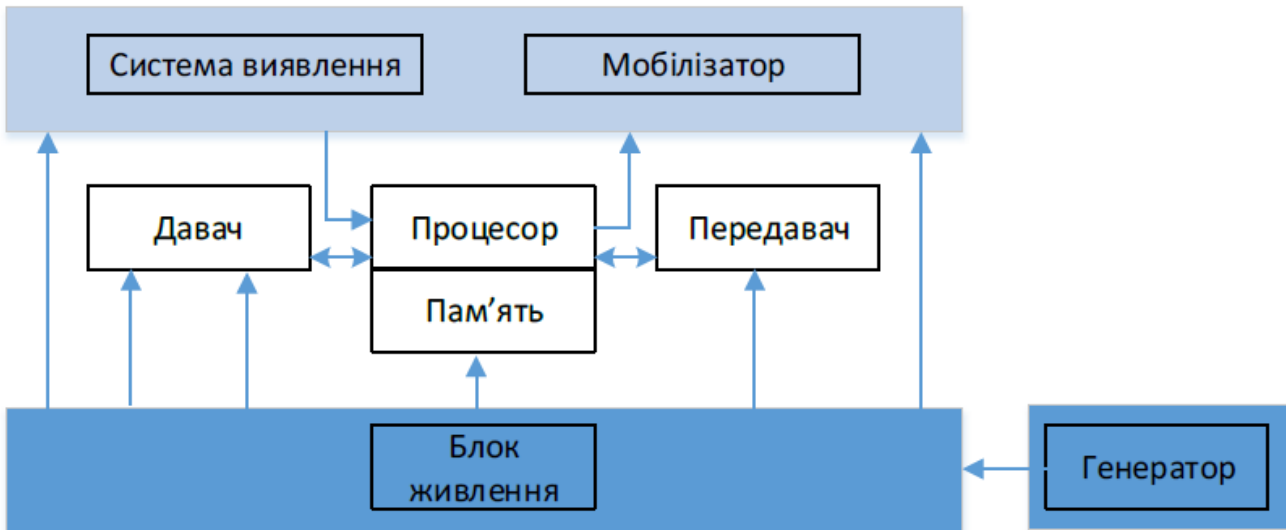 Система виявлення
Мобілізатор
Давач
Процесор
Передавач
Пам’ять
Блок
живлення
Генератор